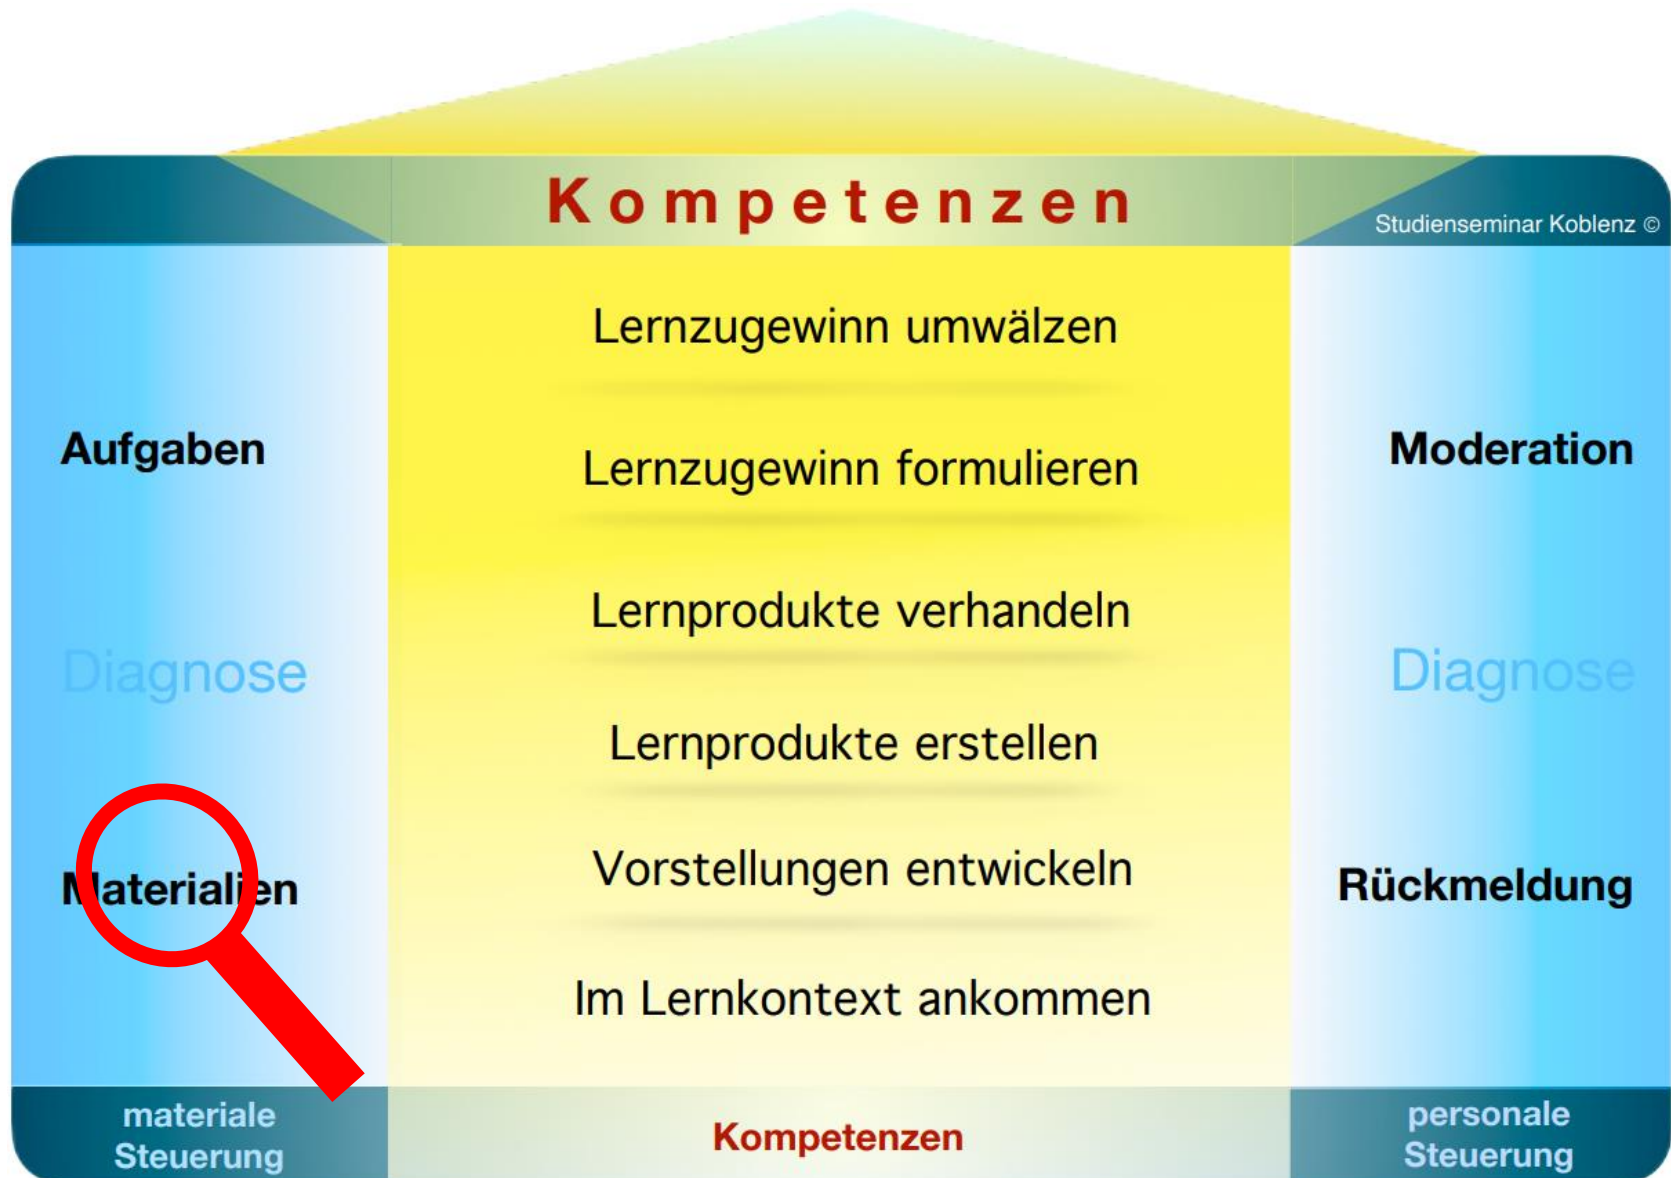 Kompetenzen
Studienseminar Koblenz ©
Lernzugewinn umwälzen
Aufgaben
Lernzugewinn formulieren
Moderation
Lernprodukte verhandeln
Diagnose
Diagnose
Lernprodukte erstellen
Materialien
Vorstellungen entwickeln
Rückmeldung
Im Lernkontext ankommen
materiale
Steuerung
Kompetenzen
personale
Steuerung